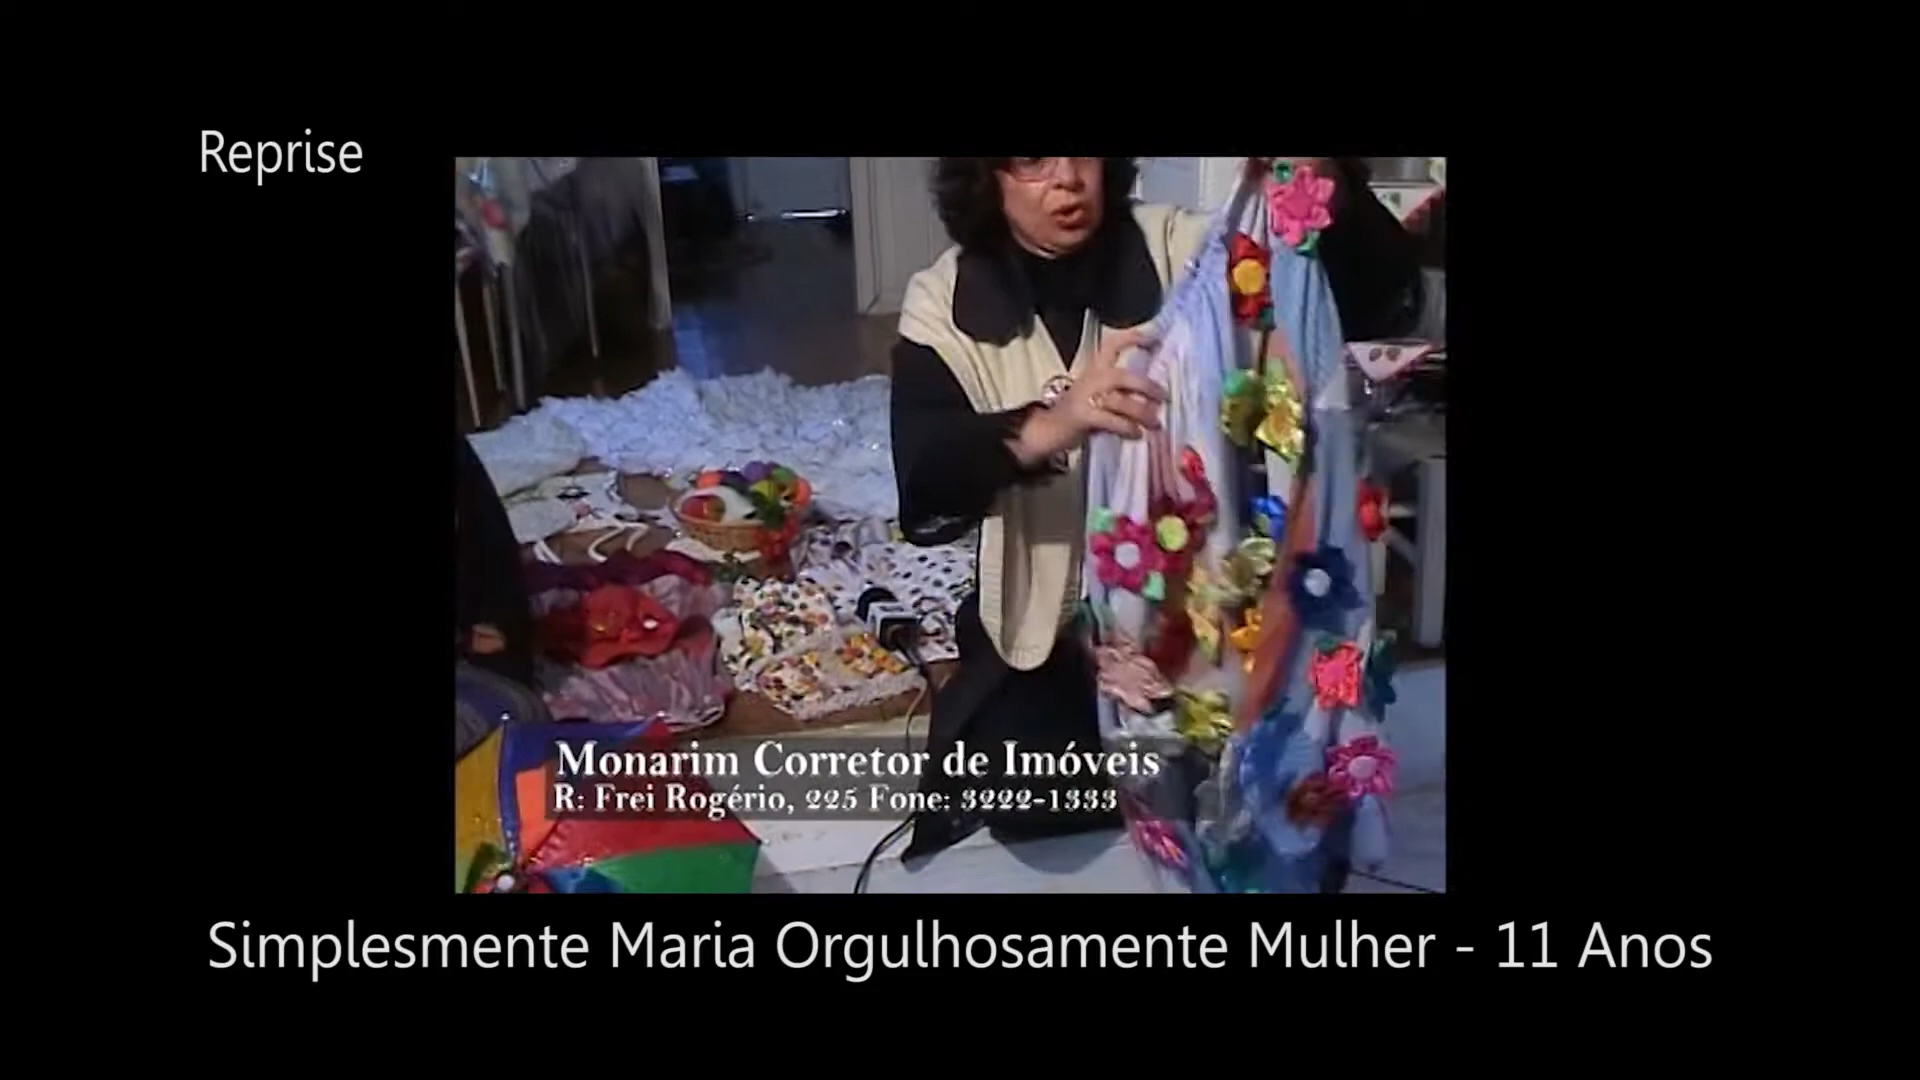 Reprise
Monarim Corretor de Imóveis
R: Frei Rogério, 225 Fone: 3222-1333
Simplesmente Maria Orgulhosamente Mulher - 11 Anos